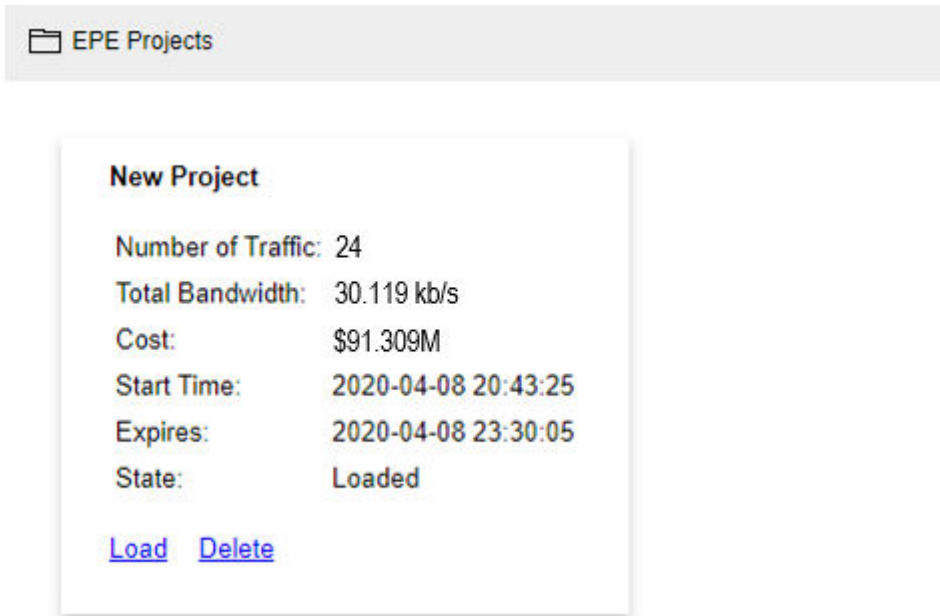 EPE Projects
New Project
Number of Traffic: 24
Total Bandwidth: 30.119 kb/s
Cost: $91.309M
Start Time: 2020-04-08 20:43:25
Expires: 2020-04-08 23:30:05
State: Loaded
Load Delete